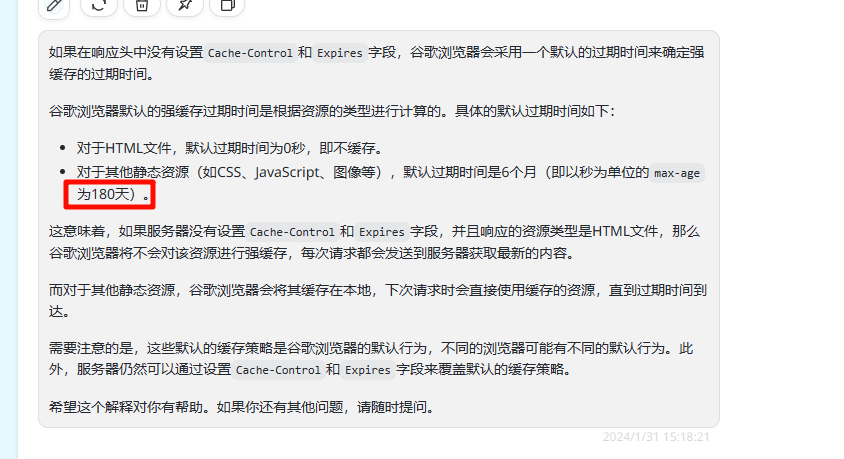 如果在响应头中没有设置 Cache-Control 和 Expires 字段，谷歌浏览器会采用一个默认的过期时间来确定强
缓存的过期时间。
谷歌浏览器默认的强缓存过期时间是根据资源的类型进行计算的。具体的默认过期时间如下：
• 对于HTML文件，默认过期时间为0秒，即不缓存。
• 对于其他静态资源（如CSS、JavaScript、图像等），默认过期时间是6个月（即以秒为单位的 max-age
为180天）。
这意味着，如果服务器没有设置 Cache-Control 和 Expires 字段，并且响应的资源类型是HTML文件，那么
谷歌浏览器将不会对该资源进行强缓存，每次请求都会发送到服务器获取最新的内容。
而对于其他静态资源，谷歌浏览器会将其缓存在本地，下次请求时会直接使用缓存的资源，直到过期时间到
达。
需要注意的是，这些默认的缓存策略是谷歌浏览器的默认行为，不同的浏览器可能有不同的默认行为。此
外，服务器仍然可以通过设置 Cache-Control 和 Expires 字段来覆盖默认的缓存策略。
希望这个解释对你有帮助。如果你还有其他问题，请随时提问。
2024/1/31 15:18:21